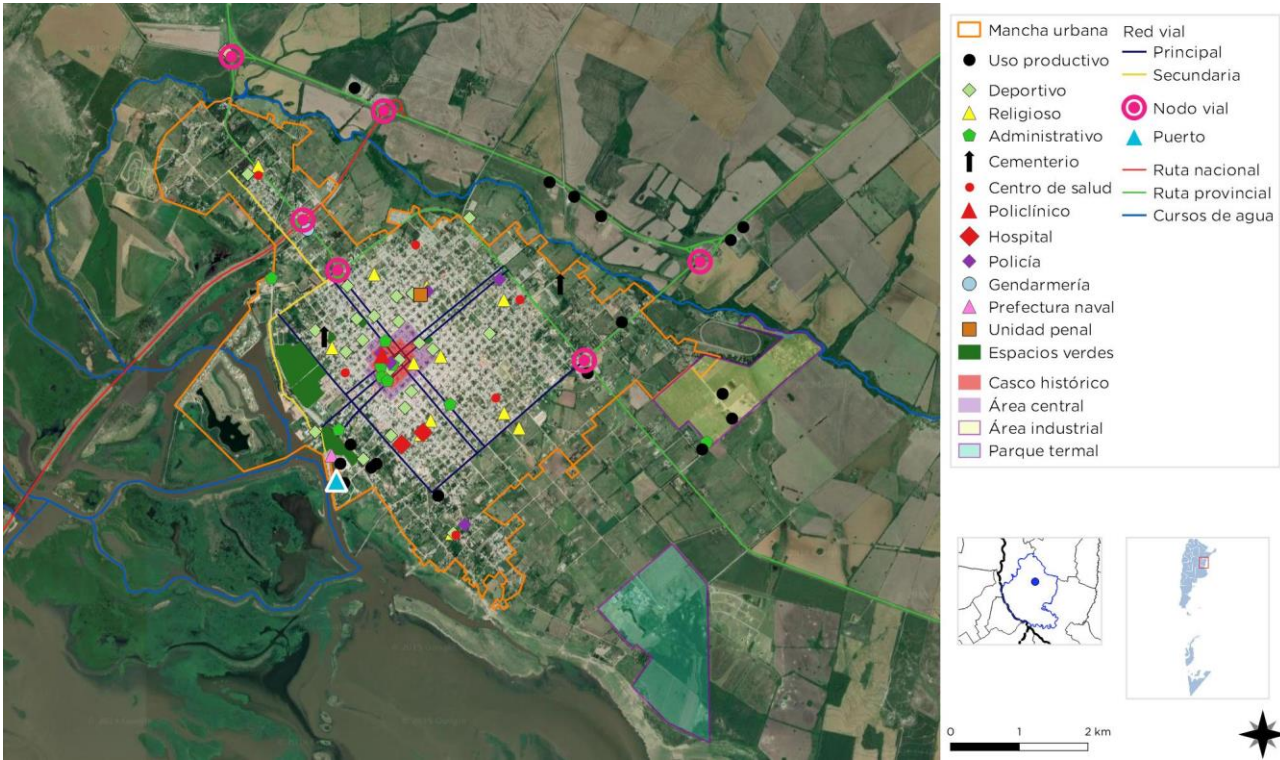 Mancha urbana
Uso productivo
Deportivo
Religioso
Administrativo
Cementerio
Centro de salud
Policlínico
Hospital
Policía
Gendarmería
Prefectura naval
Unidad penal
Espacios verdes
Casco histórico
Área central
Área industrial
Parque termal
Red vial
Principal
Secundaria
Nodo vial
Puerto
Ruta nacional
Ruta provincial
Cursos de agua
0 1 2 km